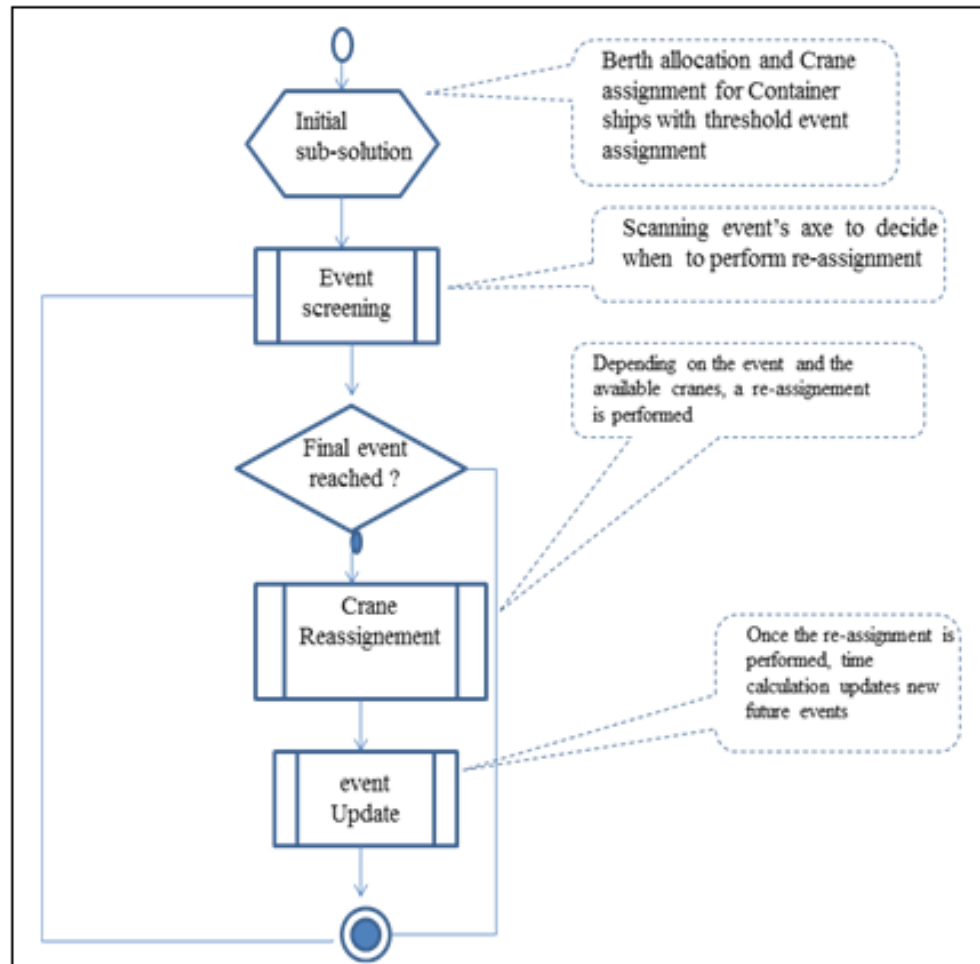 Initial
sub-solution
Berth allocation and Crane
assignment for Container
ships with threshold event
assignment
Event
screening
Scanning event's axe to decide
when to perform re-assignment
Final event
reached ?
Depending on the event and the
available cranes, a re-assignement
is performed
Crane
Reassignement
event
Update
Once the re-assignment is
performed, time
calculation updates new
future events